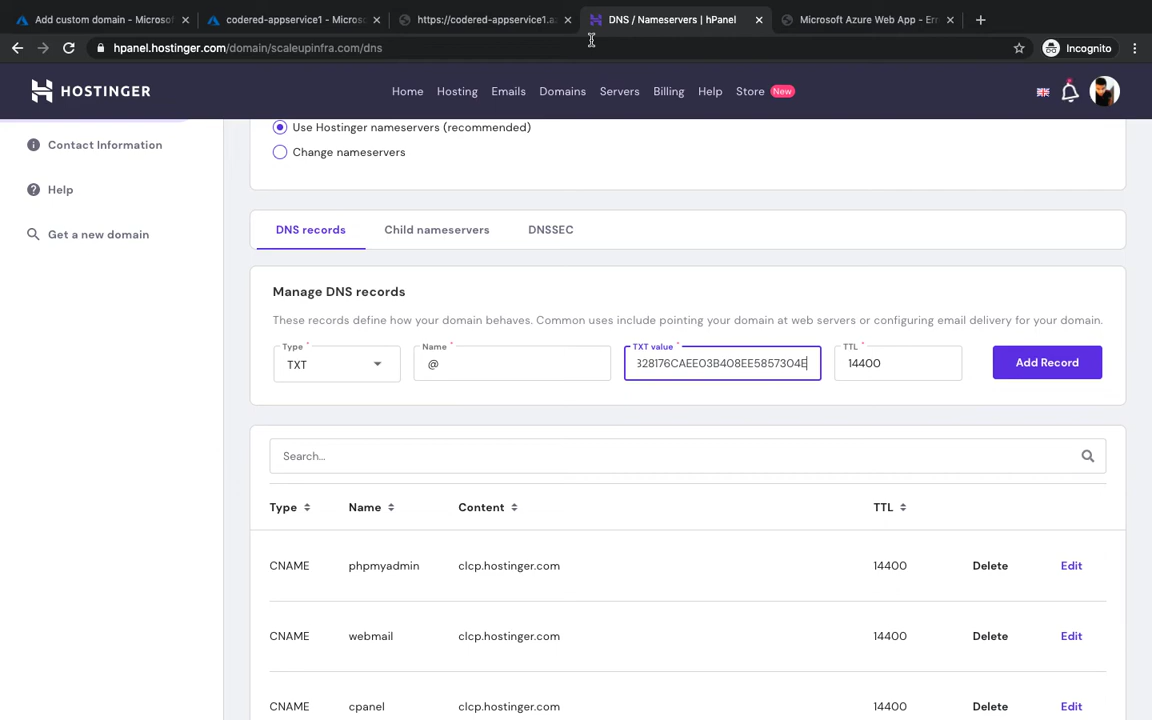 Add custom domain - Microsof
codered-appservice1 - Micros
https://codered-appservice1.a
DNS / Nameservers | hPanel
Microsoft Azure Web App - Err
hpanel.hostinger.com/domain/scaleupinfra.com/dns
Incognito
HOSTINGER
Home
Hosting
Emails
Domains
Servers
Billing
Help
Store
New
Contact Information
Help
Get a new domain
Use Hostinger nameservers (recommended)
Change nameservers
DNS records
Child nameservers
DNSSEC
Manage DNS records
These records define how your domain behaves. Common uses include pointing your domain at web servers or configuring email delivery for your domain.
Type *
Name *
TXT value *
TTL *
TXT
@
328176CAEE03B408EE5857304E
14400
Add Record
Search...
Type
Name
Content
TTL
CNAME phpmyadmin clcp.hostinger.com 14400 Delete Edit
CNAME webmail clcp.hostinger.com 14400 Delete Edit
CNAME cpanel clcp.hostinger.com 14400 Delete Edit